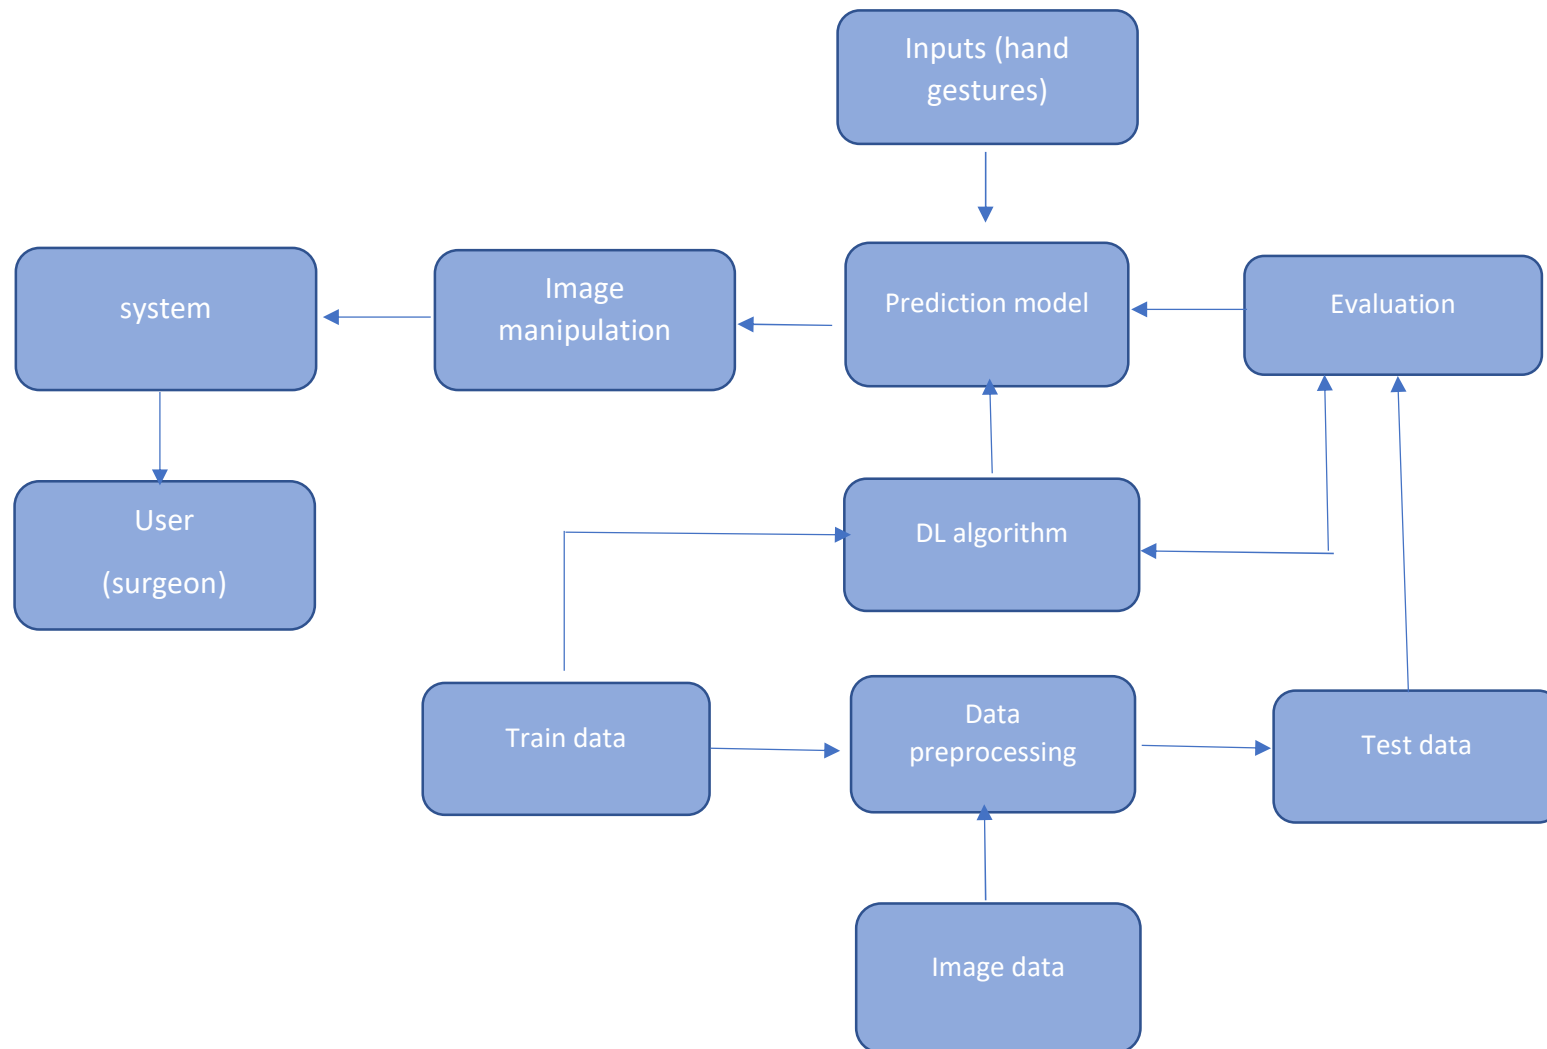 Inputs (hand
gestures)
system
Image
manipulation
Prediction model
Evaluation
User
(surgeon)
DL algorithm
Train data
Data
preprocessing
Test data
Image data